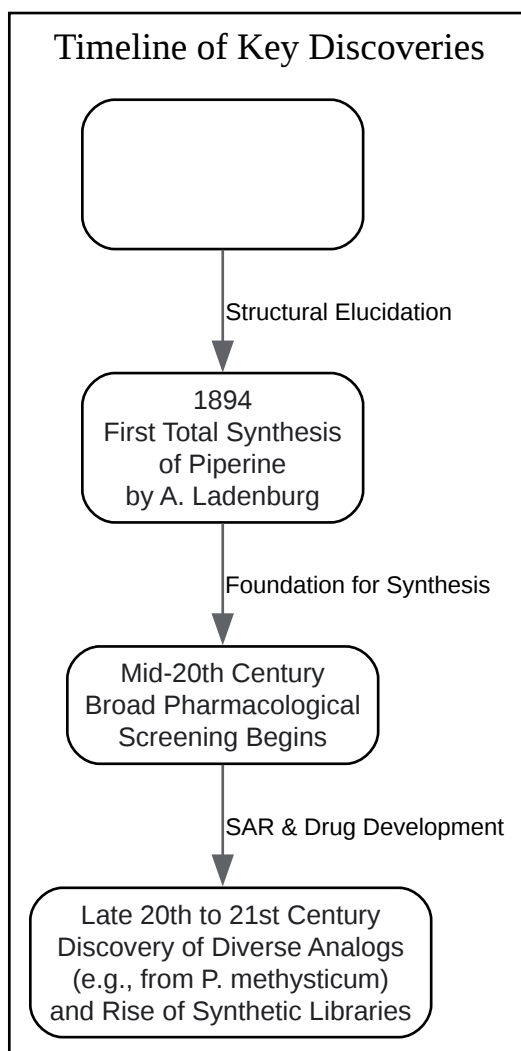 Timeline of Key Discoveries
Structural Elucidation
1894
First Total Synthesis
of Piperine
by A. Ladenburg
Foundation for Synthesis
Mid-20th Century
Broad Pharmacological
Screening Begins
SAR & Drug Development
Late 20th to 21st Century
Discovery of Diverse Analogs
(e.g., from P. methysticum)
and Rise of Synthetic Libraries